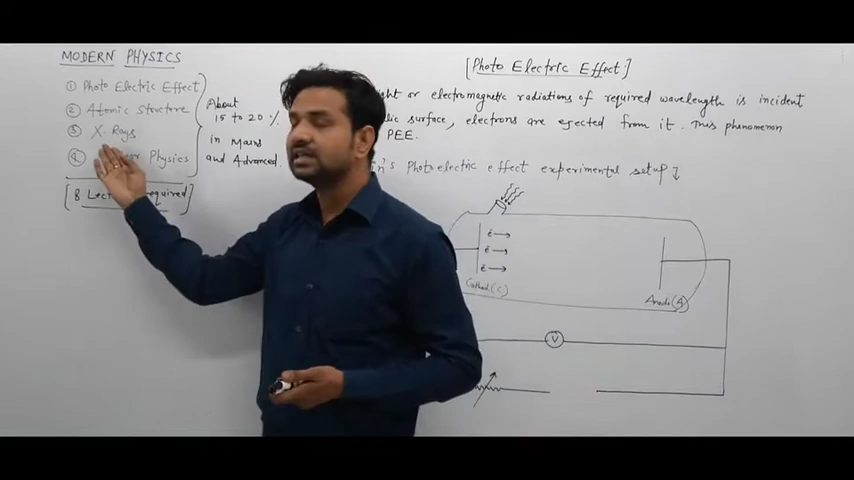 MODERN PHYSICS
① Photo Electric Effect
② Atomic Structure
③ X-Rays
④ Physics
About
15 to 20 %
in Mains
and Advanced.
[8 required]
[Photo Electric Effect]
or electromagnetic radiations of required wavelength is incident
surface, electrons are ejected from it. This phenomenon
PEE.
Photoelectric effect experimental setup
e →
e →
e →
Cathode (C)
Anode (A)
V